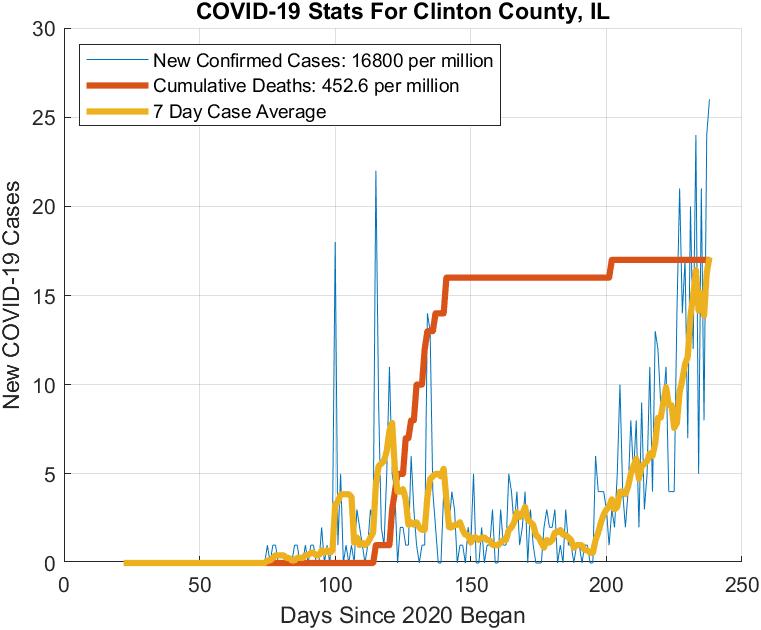 COVID-19 Stats For Clinton County, IL
30
New Confirmed Cases: 16800 per million
Cumulative Deaths: 452.6 per million
7 Day Case Average
25
20
15
10
5
0
New COVID-19 Cases
0 50 100 150 200 250
Days Since 2020 Began